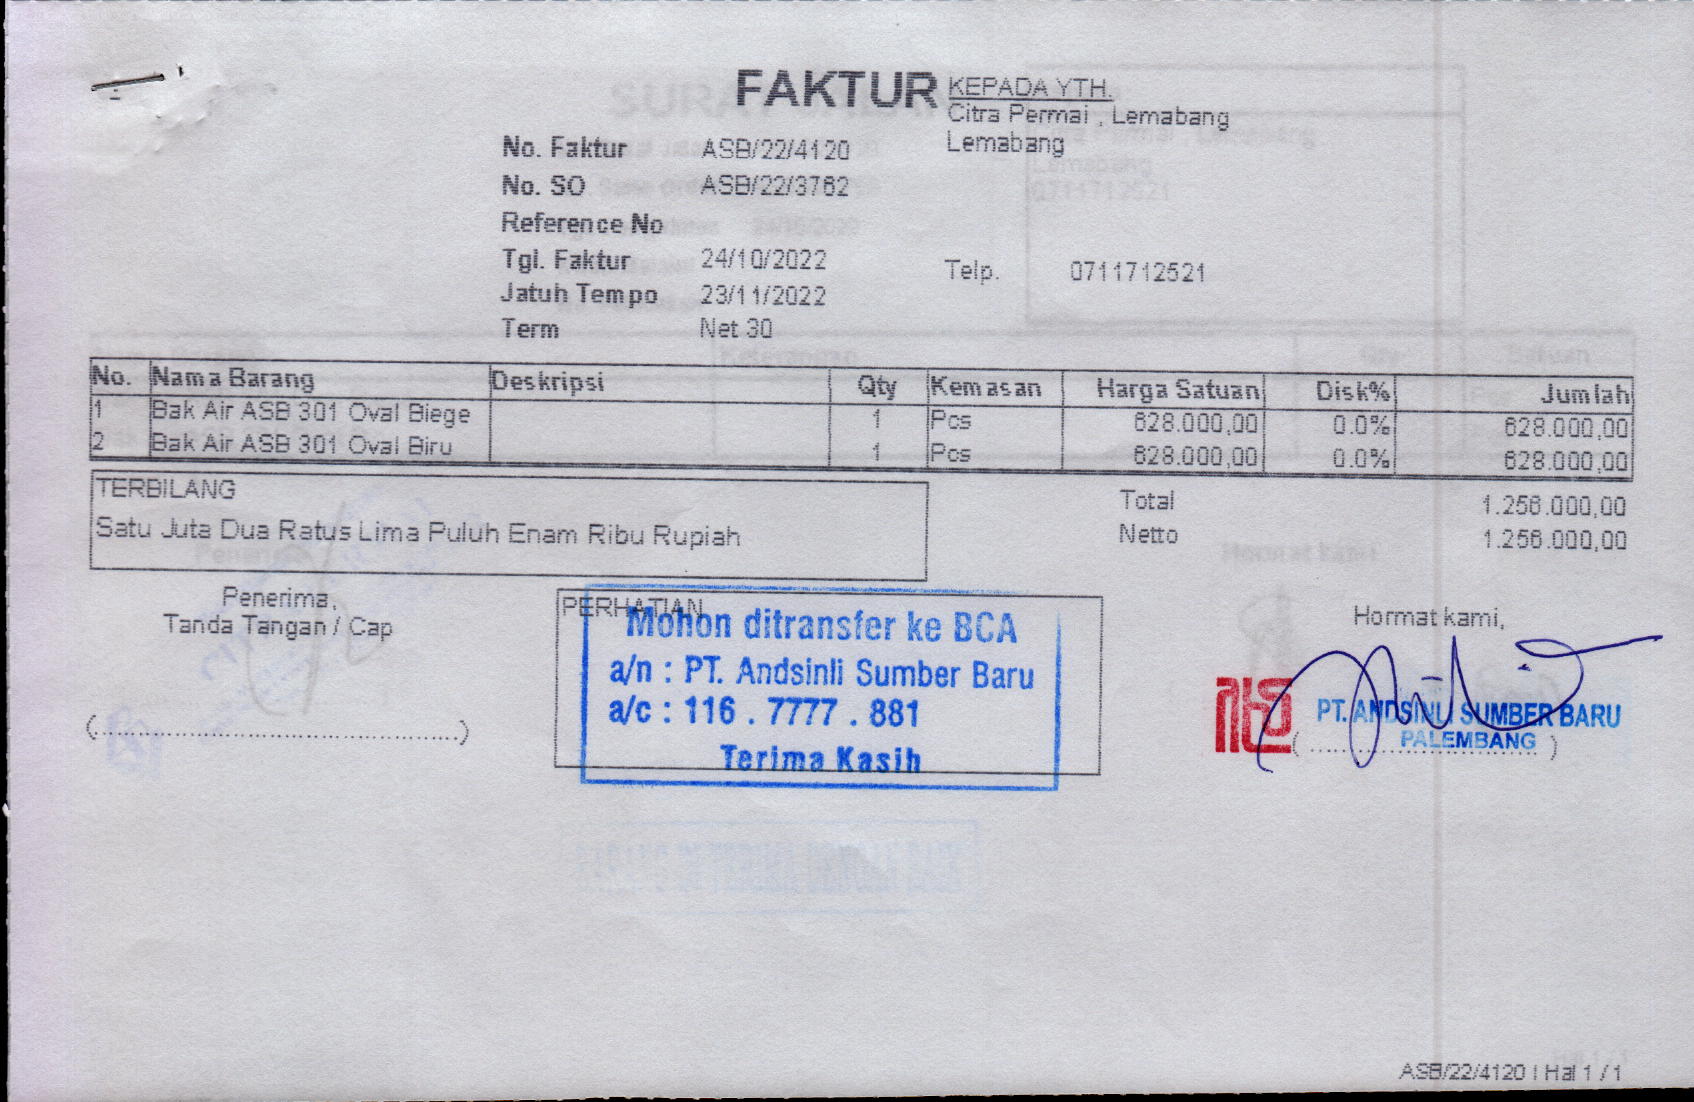 FAKTUR
KEPADA YTH.
Citra Permai , Lemabang
Lemabang
No. Faktur ASB/22/4120
No. SO ASB/22/3762
Reference No
Tgl. Faktur 24/10/2022
Telp. 0711712521
Jatuh Tempo 23/11/2022
Term Net 30
No. Nama Barang Deskripsi Qty Kemasan Harga Satuan Disk% Jumlah
1 Bak Air ASB 301 Oval Biege 1 Pcs 628.000,00 0.0% 628.000,00
2 Bak Air ASB 301 Oval Biru 1 Pcs 628.000,00 0.0% 628.000,00
TERBILANG
Satu Juta Dua Ratus Lima Puluh Enam Ribu Rupiah
Total 1.256.000,00
Netto 1.256.000,00
Penerima,
Tanda Tangan / Cap
(........................................)
PERHATIAN
Mohon ditransfer ke BCA
a/n : PT. Andsinli Sumber Baru
a/c : 116 . 7777 . 881
Terima Kasih
Hormat kami,
PT. ANDSINLI SUMBER BARU
PALEMBANG
ASB/22/4120 | Hal 1 / 1